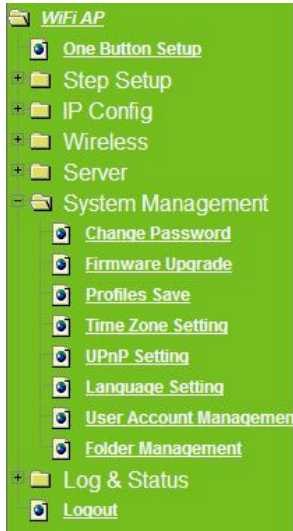 WiFi AP
One Button Setup
Step Setup
IP Config
Wireless
Server
System Management
Change Password
Firmware Upgrade
Profiles Save
Time Zone Setting
UPnP Setting
Language Setting
User Account Managemen
Folder Management
Log & Status
Logout